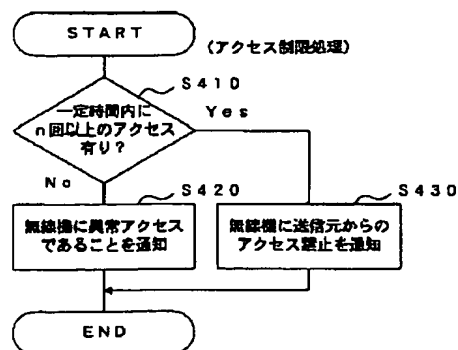 START
(アクセス制限処理)
S410
一定時間内に
n回以上のアクセス
有り?
Yes
No
S420
無線機に異常アクセス
であることを通知
S430
無線機に送信元からの
アクセス禁止を通知
END